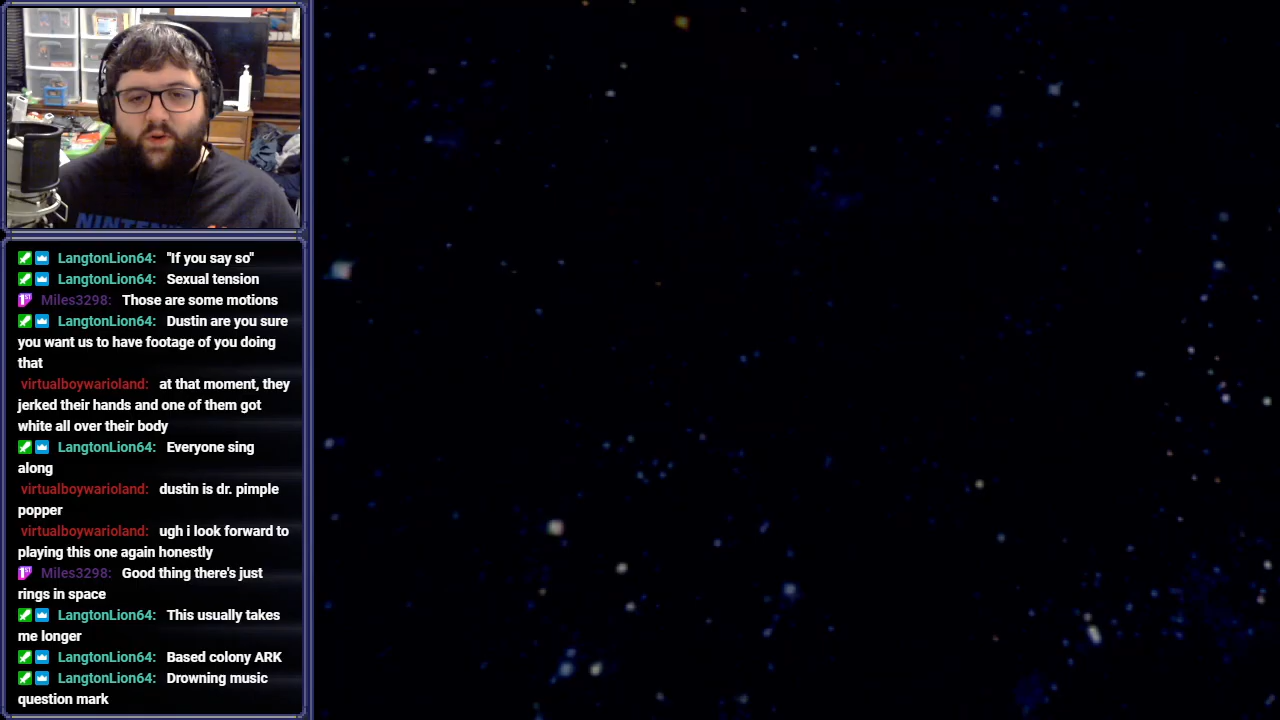 NINTEN
LangtonLion64: "If you say so"
LangtonLion64: Sexual tension
Miles3298: Those are some motions
LangtonLion64: Dustin are you sure
you want us to have footage of you doing
that
virtualboywarioland: at that moment, they
jerked their hands and one of them got
white all over their body
LangtonLion64: Everyone sing
along
virtualboywarioland: dustin is dr. pimple
popper
virtualboywarioland: ugh i look forward to
playing this one again honestly
Miles3298: Good thing there's just
rings in space
LangtonLion64: This usually takes
me longer
LangtonLion64: Based colony ARK
LangtonLion64: Drowning music
question mark